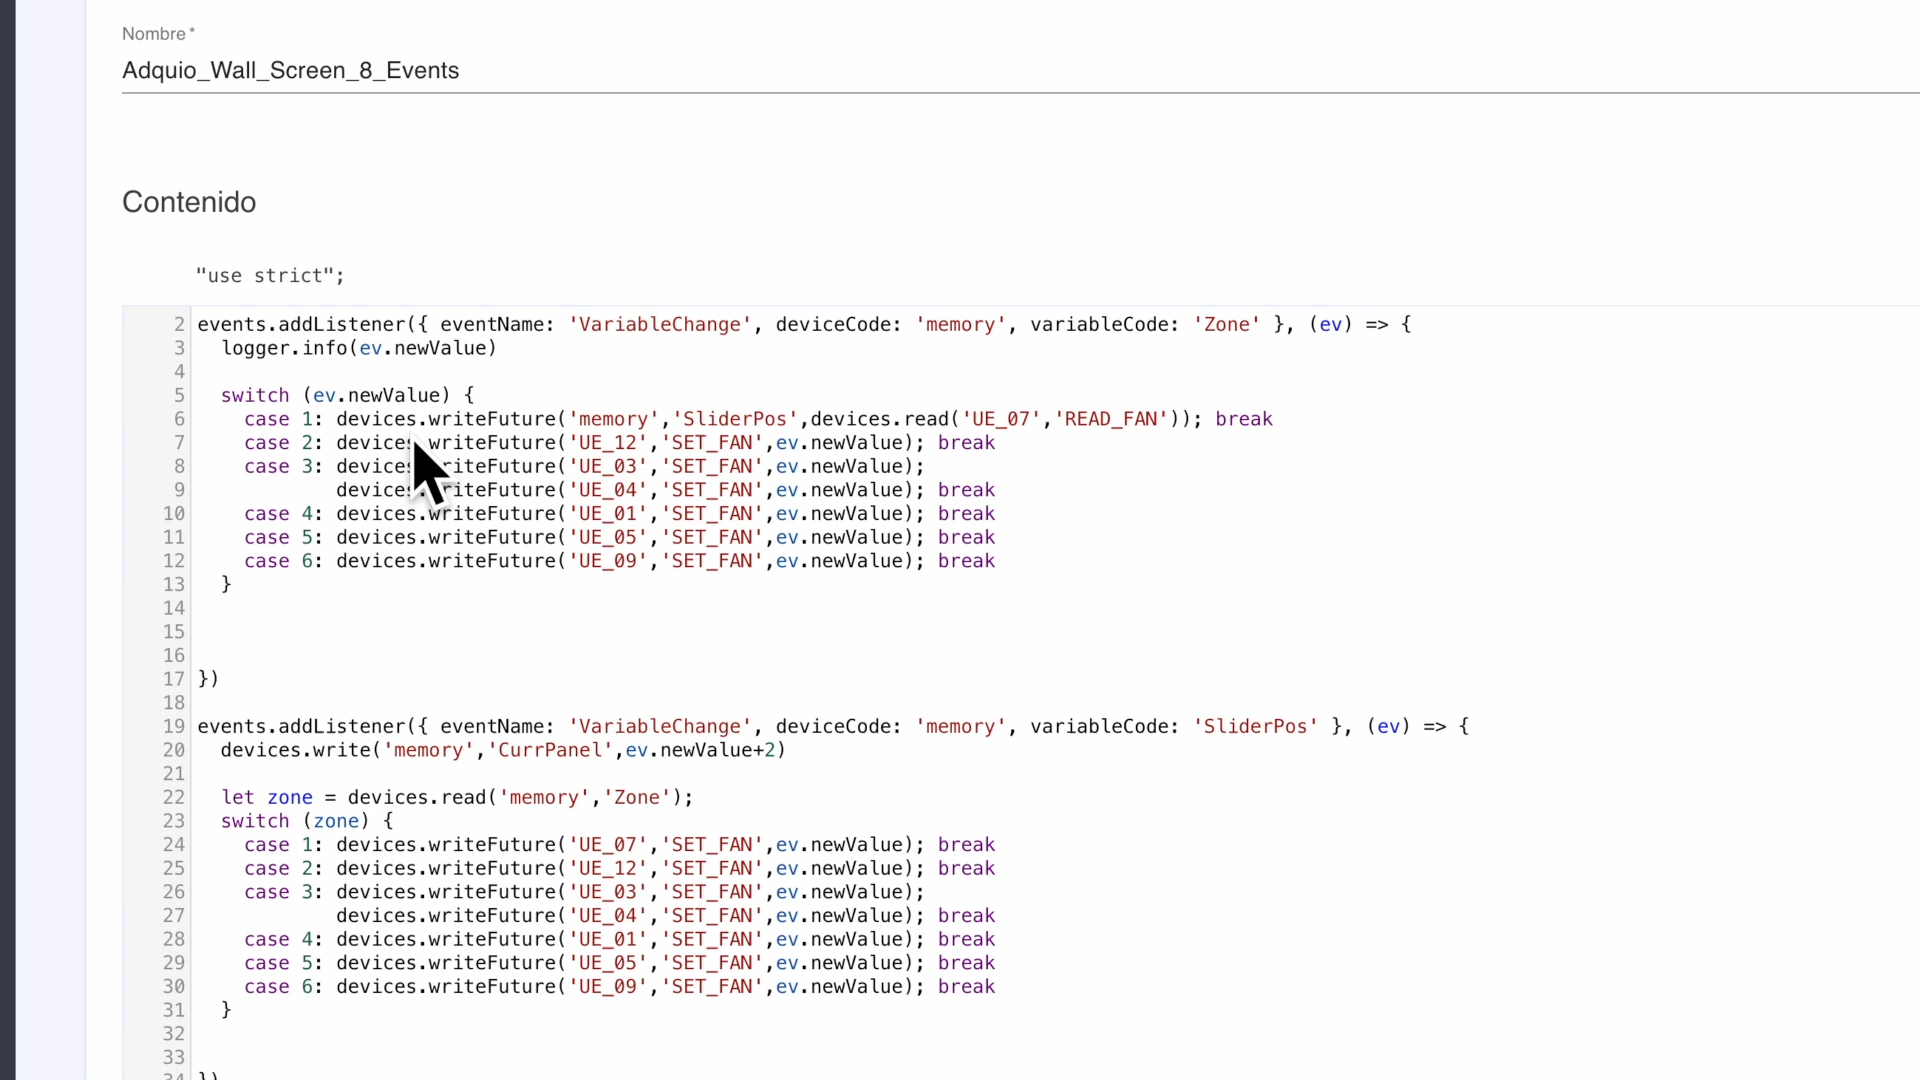 Nombre *
Adquio_Wall_Screen_8_Events
Contenido
"use strict";
2 events.addListener({ eventName: 'VariableChange', deviceCode: 'memory', variableCode: 'Zone' }, (ev) => {
3   logger.info(ev.newValue)
4
5   switch (ev.newValue) {
6     case 1: devices.writeFuture('memory','SliderPos',devices.read('UE_07','READ_FAN')); break
7     case 2: devices.writeFuture('UE_12','SET_FAN',ev.newValue); break
8     case 3: devices.writeFuture('UE_03','SET_FAN',ev.newValue);
9             devices.writeFuture('UE_04','SET_FAN',ev.newValue); break
10     case 4: devices.writeFuture('UE_01','SET_FAN',ev.newValue); break
11     case 5: devices.writeFuture('UE_05','SET_FAN',ev.newValue); break
12     case 6: devices.writeFuture('UE_09','SET_FAN',ev.newValue); break
13   }
14
15
16
17 })
18
19 events.addListener({ eventName: 'VariableChange', deviceCode: 'memory', variableCode: 'SliderPos' }, (ev) => {
20   devices.write('memory','CurrPanel',ev.newValue+2)
21
22   let zone = devices.read('memory','Zone');
23   switch (zone) {
24     case 1: devices.writeFuture('UE_07','SET_FAN',ev.newValue); break
25     case 2: devices.writeFuture('UE_12','SET_FAN',ev.newValue); break
26     case 3: devices.writeFuture('UE_03','SET_FAN',ev.newValue);
27             devices.writeFuture('UE_04','SET_FAN',ev.newValue); break
28     case 4: devices.writeFuture('UE_01','SET_FAN',ev.newValue); break
29     case 5: devices.writeFuture('UE_05','SET_FAN',ev.newValue); break
30     case 6: devices.writeFuture('UE_09','SET_FAN',ev.newValue); break
31   }
32
33
34 })